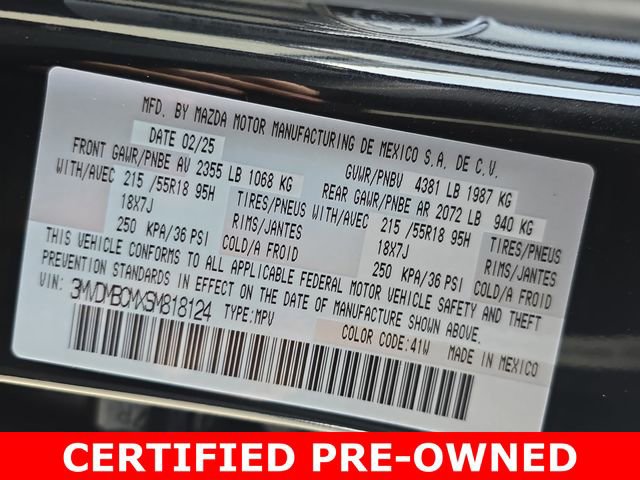 MFD. BY MAZDA MOTOR MANUFACTURING DE MEXICO S.A. DE C.V.
DATE 02/25
GVWR/PNBV 4381 LB 1987 KG
FRONT GAWR/PNBE AV 2355 LB 1068 KG
REAR GAWR/PNBE AR 2072 LB 940 KG
WITH/AVEC 215 /55R18 95H TIRES/PNEUS
18X7J RIMS/JANTES
250 KPA/36 PSI COLD/A FROID
WITH/AVEC 215 /55R18 95H TIRES/PNEUS
18X7J RIMS/JANTES
250 KPA/36 PSI COLD/A FROID
THIS VEHICLE CONFORMS TO ALL APPLICABLE FEDERAL MOTOR VEHICLE SAFETY AND THEFT
PREVENTION STANDARDS IN EFFECT ON THE DATE OF MANUFACTURE SHOWN ABOVE.
VIN: 3MVDMBCMXSM818124 TYPE:MPV
COLOR CODE:41W MADE IN MEXICO
CERTIFIED PRE-OWNED